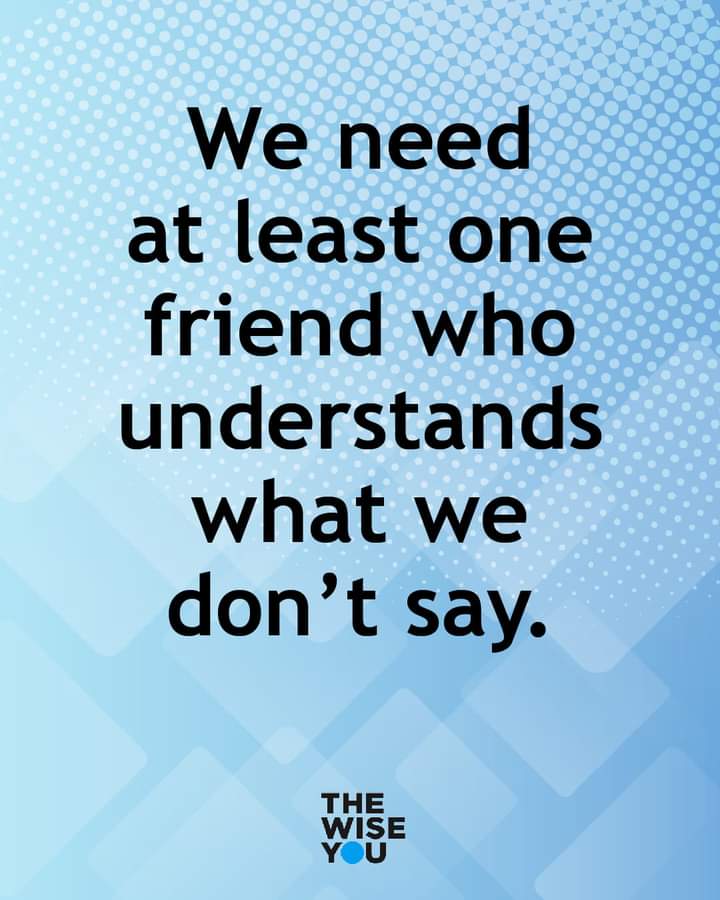 We need
at least one
friend who
understands
what we
don’t say.
THE
WISE
YOU